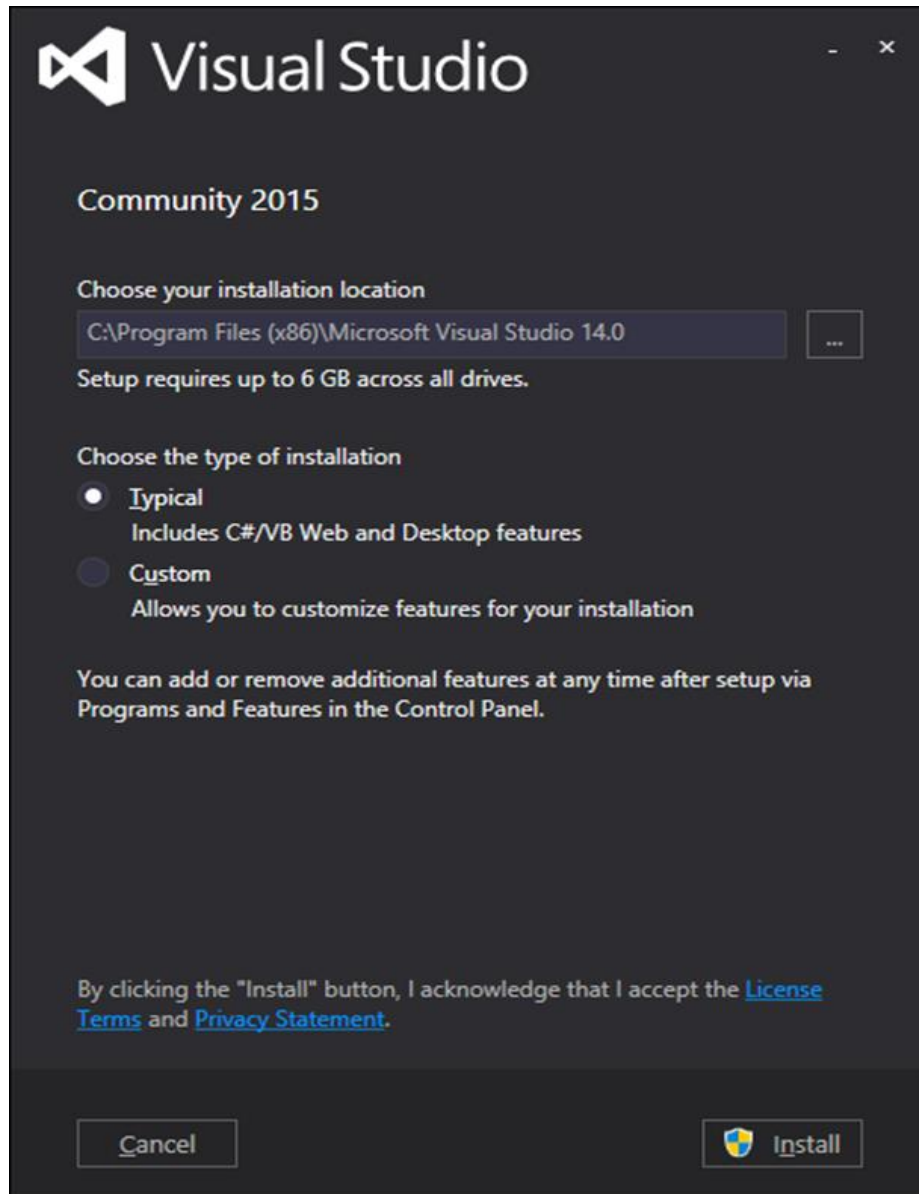 Visual Studio
Community 2015
Choose your installation location
C:\Program Files (x86)\Microsoft Visual Studio 14.0
...
Setup requires up to 6 GB across all drives.
Choose the type of installation
Typical
Includes C#/VB Web and Desktop features
Custom
Allows you to customize features for your installation
You can add or remove additional features at any time after setup via
Programs and Features in the Control Panel.
By clicking the "Install" button, I acknowledge that I accept the License
Terms and Privacy Statement.
Cancel
Install